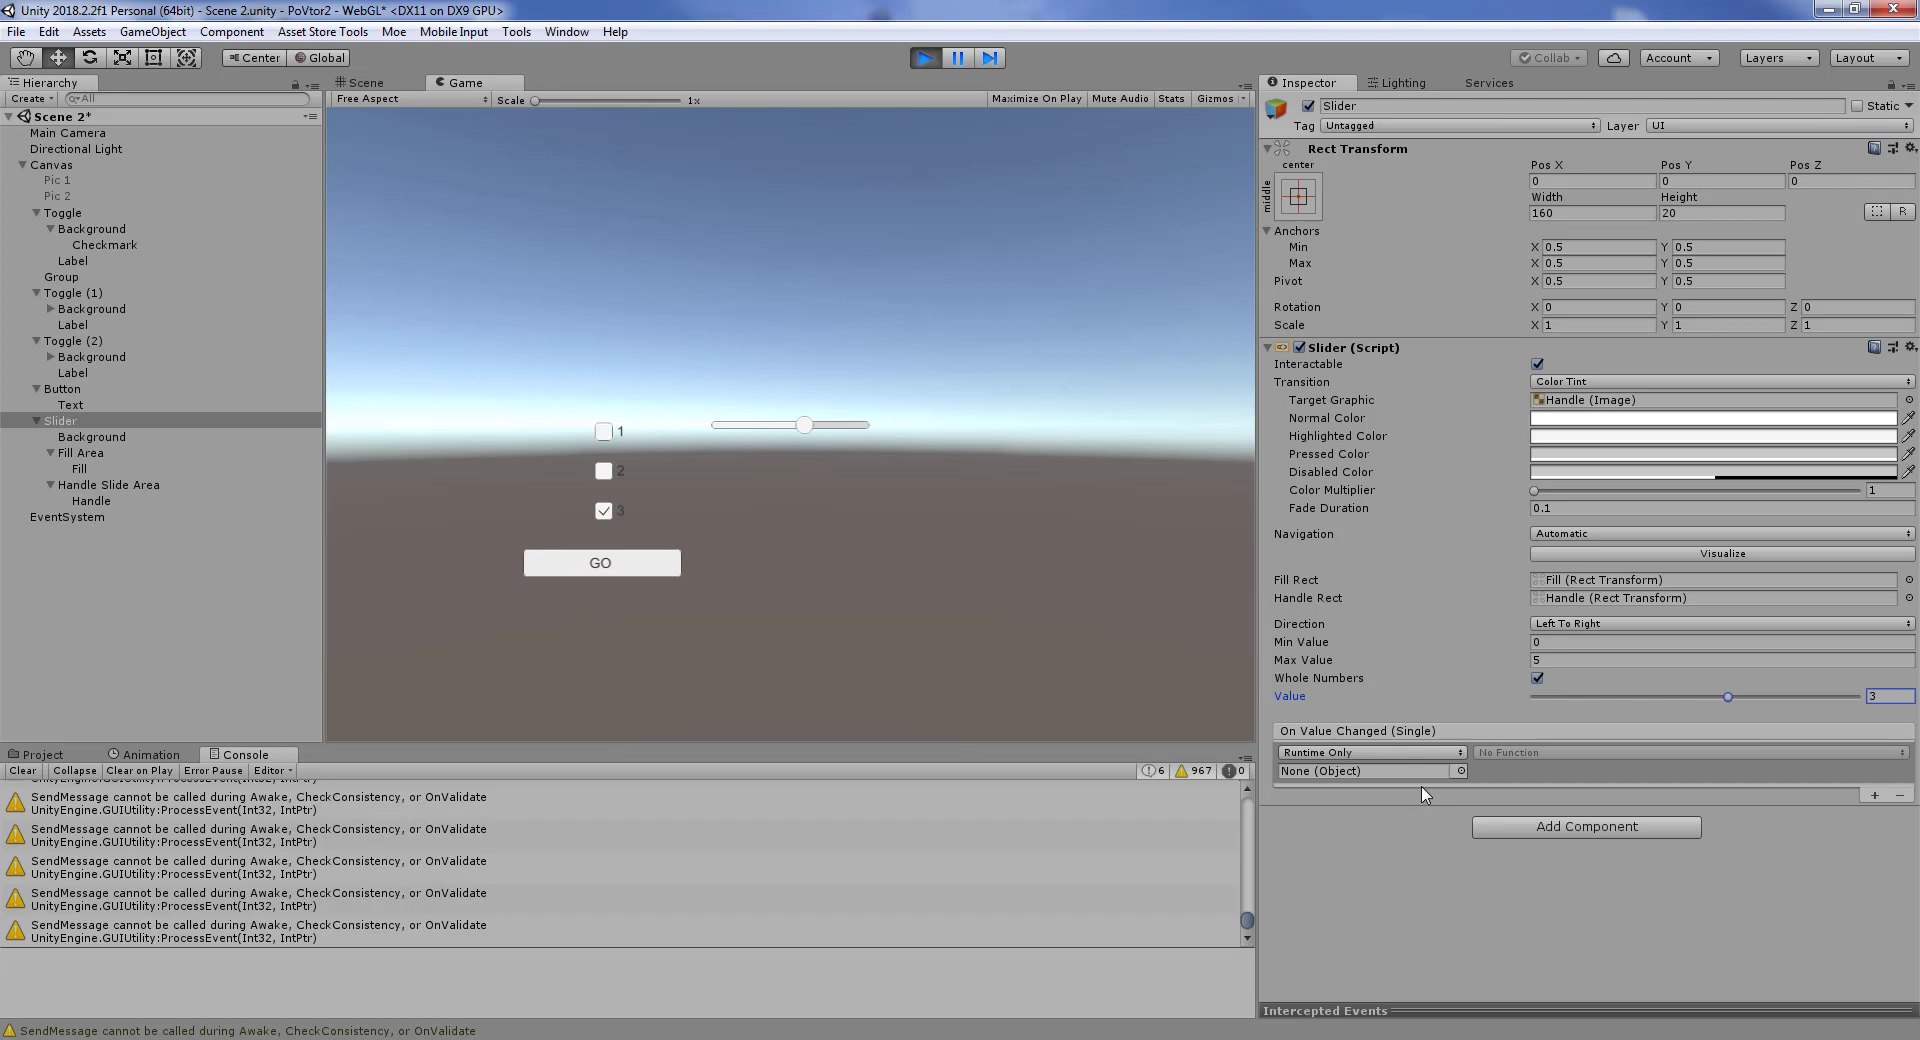 Unity 2018.2.2f1 Personal (64bit) - Scene 2.unity - PoVtor2 - WebGL* <DX11 on DX9 GPU>
File Edit Assets GameObject Component Asset Store Tools Moe Mobile Input Tools Window Help
Center Global Collab Account Layers Layout
Hierarchy
Create All
Scene 2*
Main Camera
Directional Light
Canvas
Pic 1
Pic 2
Toggle
Background
Checkmark
Label
Group
Toggle (1)
Background
Label
Toggle (2)
Background
Label
Button
Text
Slider
Background
Fill Area
Fill
Handle Slide Area
Handle
EventSystem
Scene Game
Free Aspect Scale 1x Maximize On Play Mute Audio Stats Gizmos
1
2
3
GO
Project Animation Console
Clear Collapse Clear on Play Error Pause Editor 6 967 0
UnityEngine.GUIUtility:ProcessEvent(Int32, IntPtr)
SendMessage cannot be called during Awake, CheckConsistency, or OnValidate
UnityEngine.GUIUtility:ProcessEvent(Int32, IntPtr)
SendMessage cannot be called during Awake, CheckConsistency, or OnValidate
UnityEngine.GUIUtility:ProcessEvent(Int32, IntPtr)
SendMessage cannot be called during Awake, CheckConsistency, or OnValidate
UnityEngine.GUIUtility:ProcessEvent(Int32, IntPtr)
SendMessage cannot be called during Awake, CheckConsistency, or OnValidate
UnityEngine.GUIUtility:ProcessEvent(Int32, IntPtr)
SendMessage cannot be called during Awake, CheckConsistency, or OnValidate
UnityEngine.GUIUtility:ProcessEvent(Int32, IntPtr)
SendMessage cannot be called during Awake, CheckConsistency, or OnValidate
Inspector Lighting Services
Slider Static
Tag Untagged Layer UI
Rect Transform
center Pos X Pos Y Pos Z
middle 0 0 0
Width Height
160 20 R
Anchors
Min X 0.5 Y 0.5
Max X 0.5 Y 0.5
Pivot X 0.5 Y 0.5
Rotation X 0 Y 0 Z 0
Scale X 1 Y 1 Z 1
Slider (Script)
Interactable
Transition Color Tint
Target Graphic Handle (Image)
Normal Color
Highlighted Color
Pressed Color
Disabled Color
Color Multiplier 1
Fade Duration 0.1
Navigation Automatic
Visualize
Fill Rect Fill (Rect Transform)
Handle Rect Handle (Rect Transform)
Direction Left To Right
Min Value 0
Max Value 5
Whole Numbers
Value 3
On Value Changed (Single)
Runtime Only No Function
None (Object)
Add Component
Intercepted Events